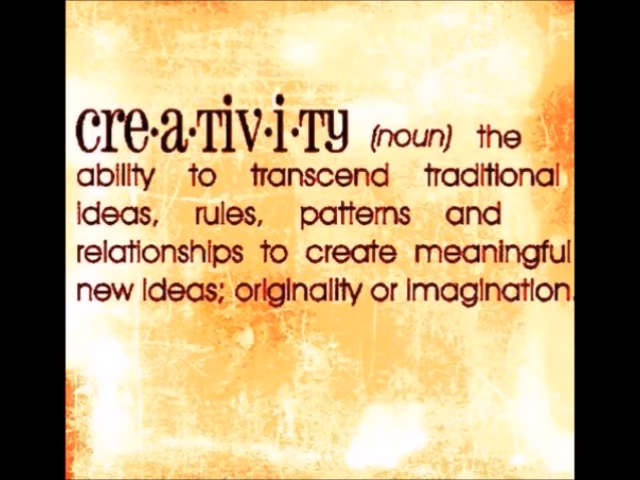 cre·a·Tiv·i·Ty (noun) the
ability to transcend traditional
ideas, rules, patterns and
relationships to create meaningful
new ideas; originality or imagination.